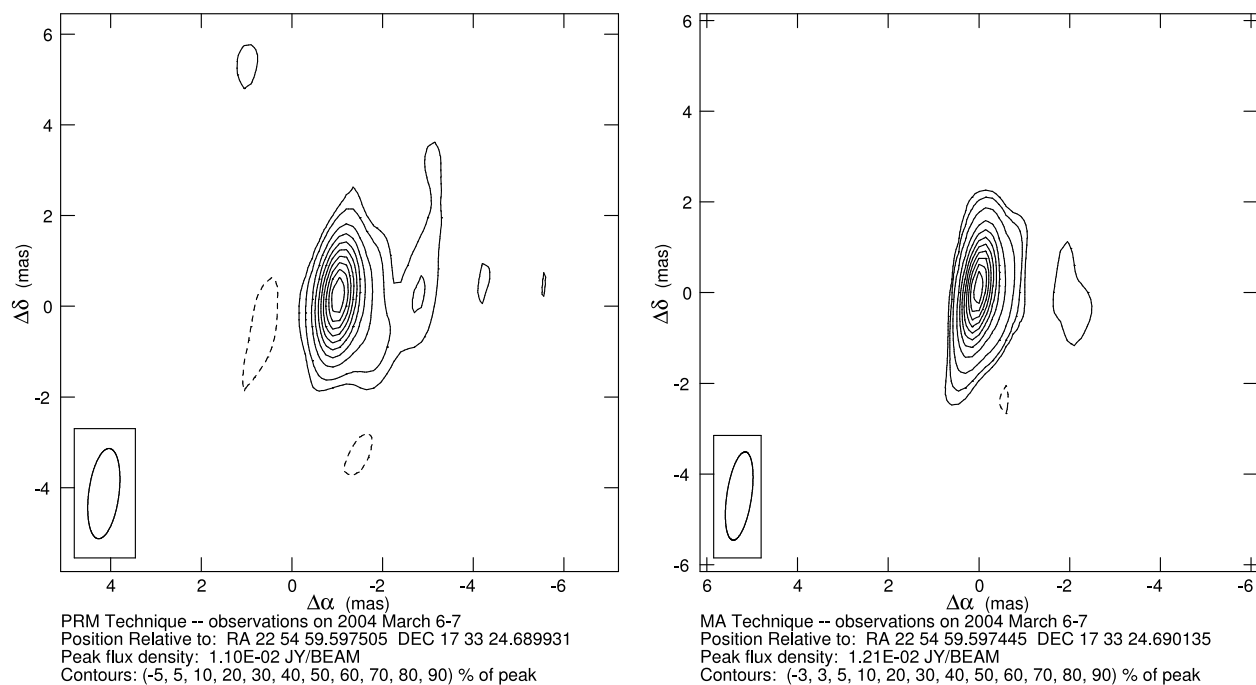 6
4
2
0
-2
-4
Δδ (mas)
4 2 0 -2 -4 -6
Δα (mas)
PRM Technique -- observations on 2004 March 6-7
Position Relative to: RA 22 54 59.597505 DEC 17 33 24.689931
Peak flux density: 1.10E-02 JY/BEAM
Contours: (-5, 5, 10, 20, 30, 40, 50, 60, 70, 80, 90) % of peak
6
4
2
0
-2
-4
-6
Δδ (mas)
6 4 2 0 -2 -4 -6
Δα (mas)
MA Technique -- observations on 2004 March 6-7
Position Relative to: RA 22 54 59.597445 DEC 17 33 24.690135
Peak flux density: 1.21E-02 JY/BEAM
Contours: (-3, 3, 5, 10, 20, 30, 40, 50, 60, 70, 80, 90) % of peak